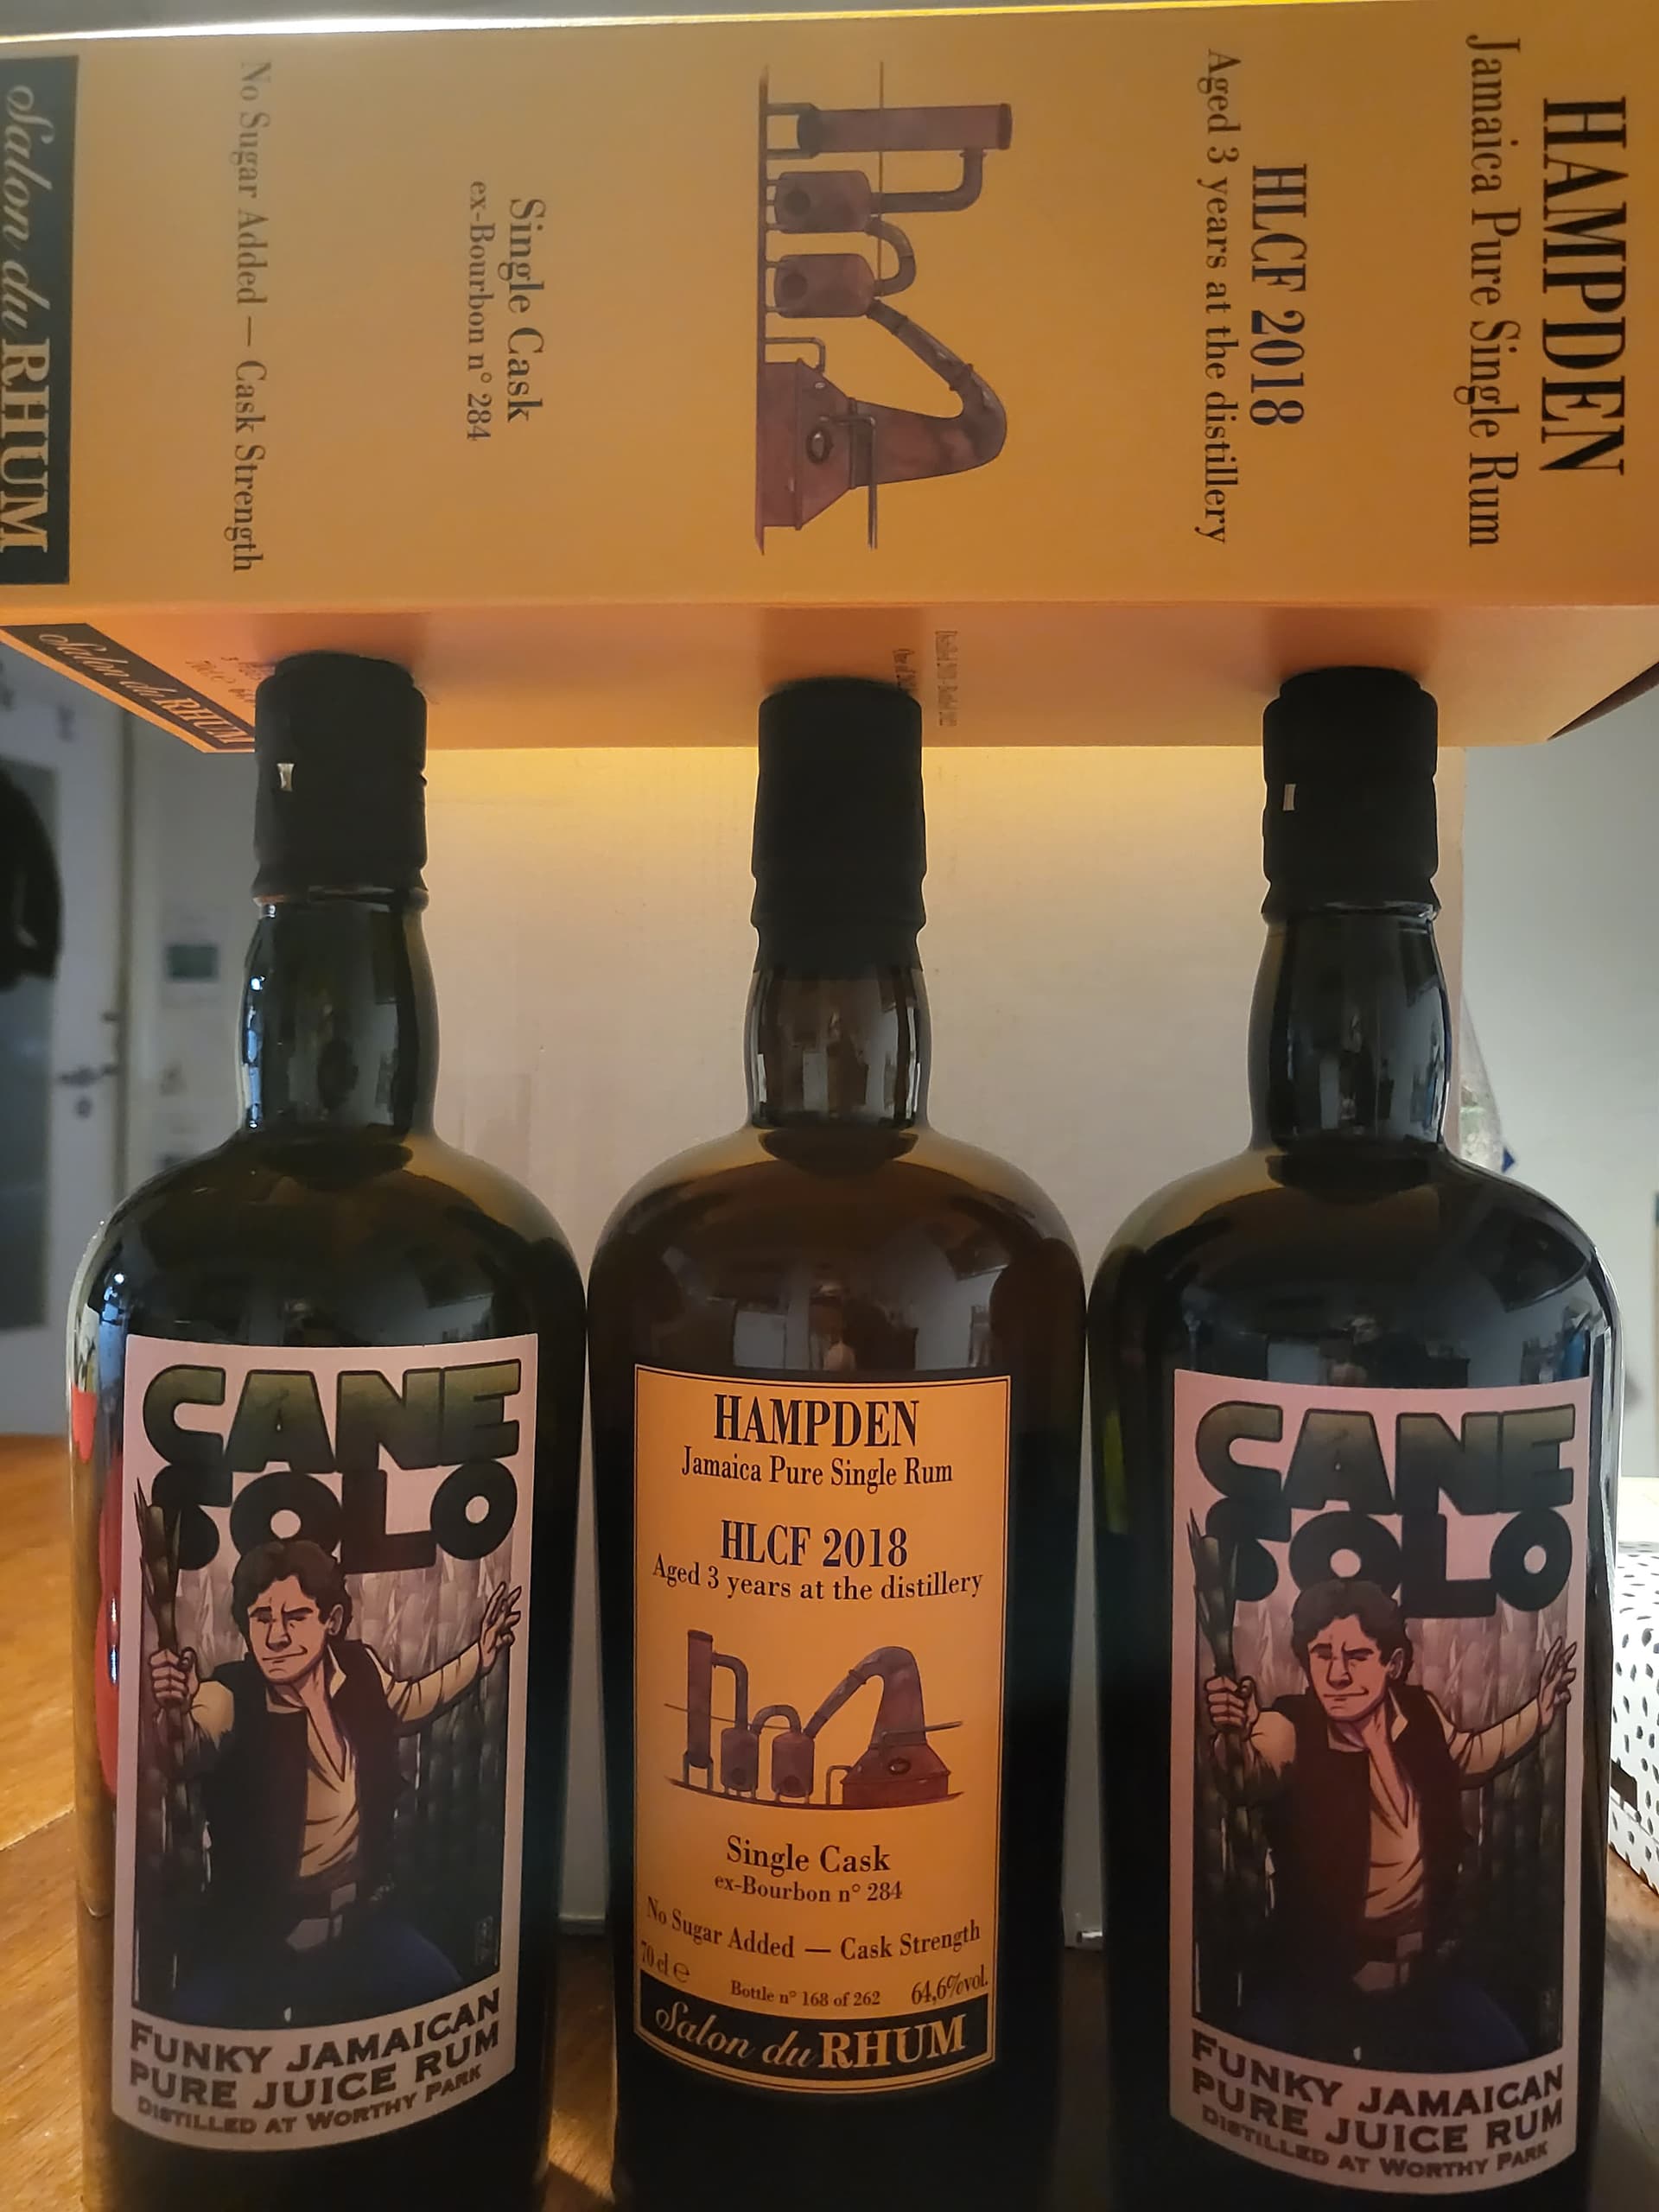 HAMPDEN
Jamaica Pure Single Rum
HLCF 2018
Aged 3 years at the distillery
Single Cask
ex-Bourbon n° 284
No Sugar Added — Cask Strength
Salon du RHUM
Salon du RHUM
CANE
SOLO
FUNKY JAMAICAN
PURE JUICE RUM
DISTILLED AT WORTHY PARK
HAMPDEN
Jamaica Pure Single Rum
HLCF 2018
Aged 3 years at the distillery
Single Cask
ex-Bourbon n° 284
No Sugar Added — Cask Strength
70 cl ℮ Bottle n° 168 of 262 64,6%vol.
Salon du RHUM
CANE
SOLO
FUNKY JAMAICAN
PURE JUICE RUM
DISTILLED AT WORTHY PARK